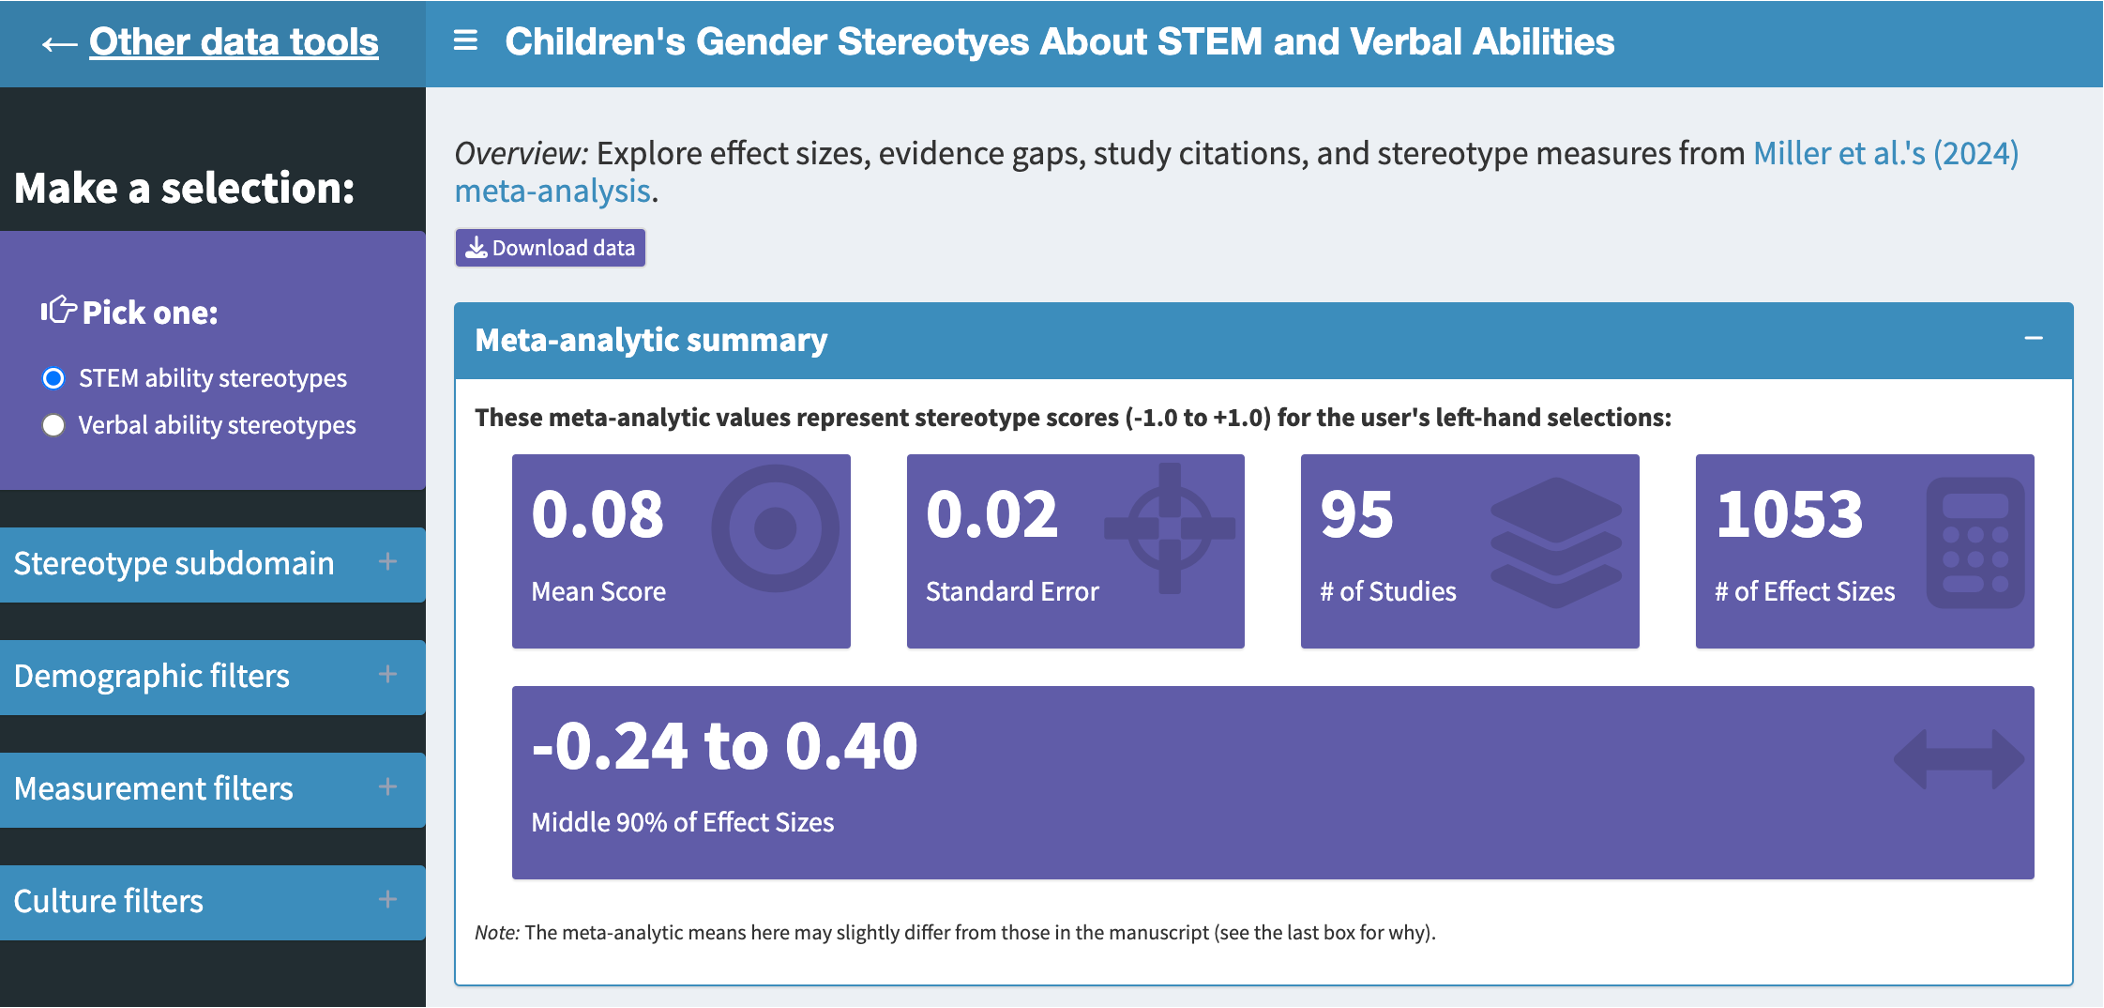 ← Other data tools
☰ Children's Gender Stereotyes About STEM and Verbal Abilities
Make a selection:
Pick one:
STEM ability stereotypes
Verbal ability stereotypes
Stereotype subdomain +
Demographic filters +
Measurement filters +
Culture filters +
Overview: Explore effect sizes, evidence gaps, study citations, and stereotype measures from Miller et al.'s (2024)
meta-analysis.
Download data
Meta-analytic summary −
These meta-analytic values represent stereotype scores (-1.0 to +1.0) for the user's left-hand selections:
0.08
Mean Score
0.02
Standard Error
95
# of Studies
1053
# of Effect Sizes
-0.24 to 0.40
Middle 90% of Effect Sizes
Note: The meta-analytic means here may slightly differ from those in the manuscript (see the last box for why).